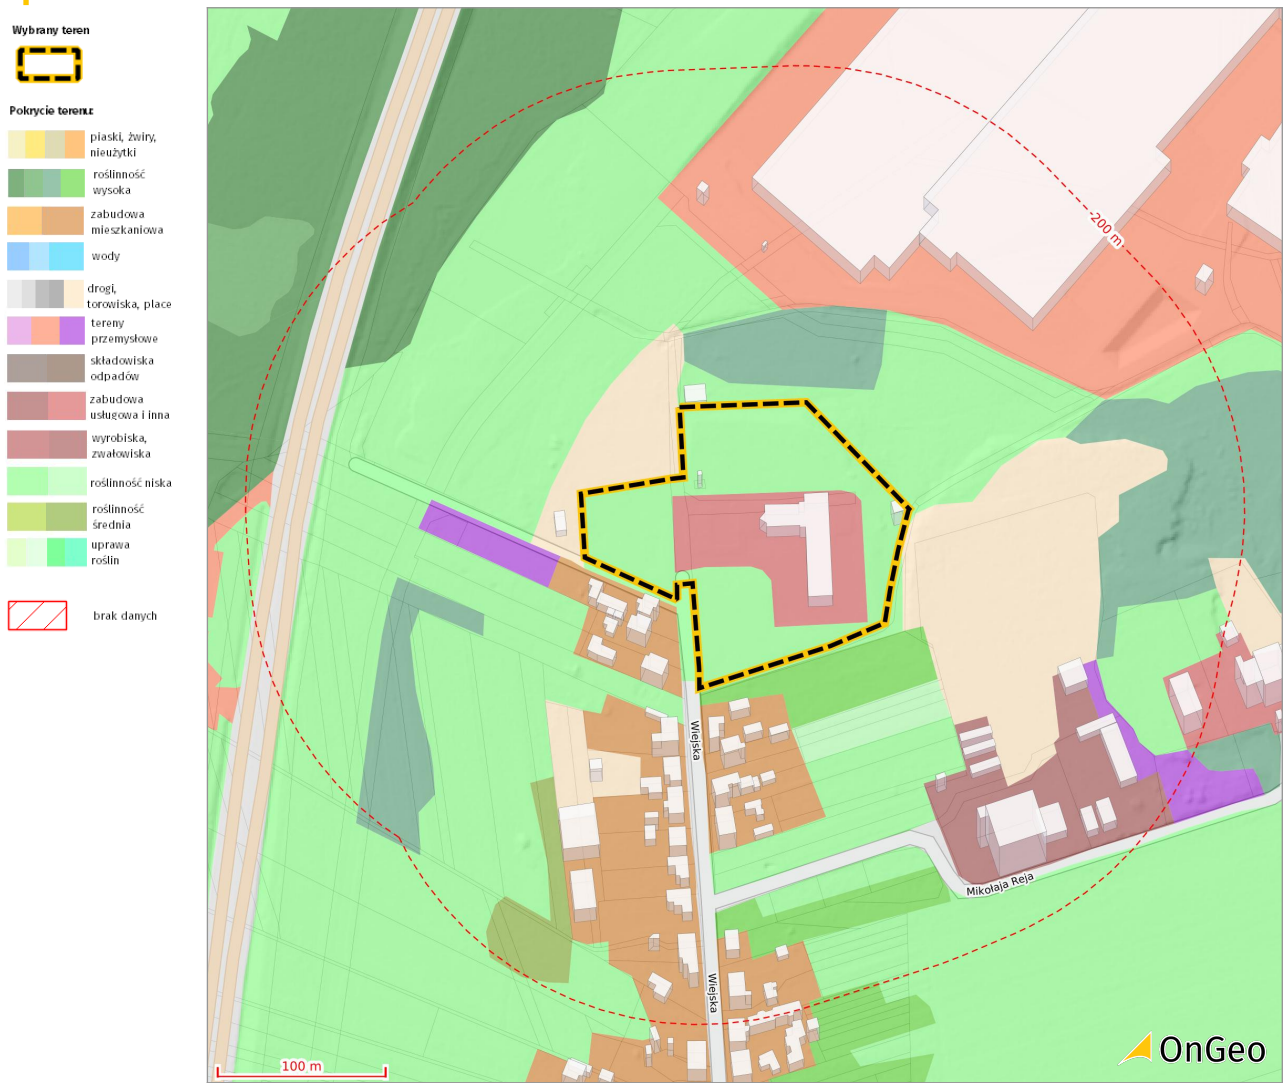 Wybrany teren
Pokrycie terenu:
piaski, żwiry,
nieużytki
roślinność
wysoka
zabudowa
mieszkaniowa
wody
drogi,
torowiska, place
tereny
przemysłowe
składowiska
odpadów
zabudowa
usługowa i inna
wyrobiska,
zwałowiska
roślinność niska
roślinność
średnia
uprawa
roślin
brak danych
200 m
Wiejska
Mikołaja Reja
Wiejska
100 m
OnGeo